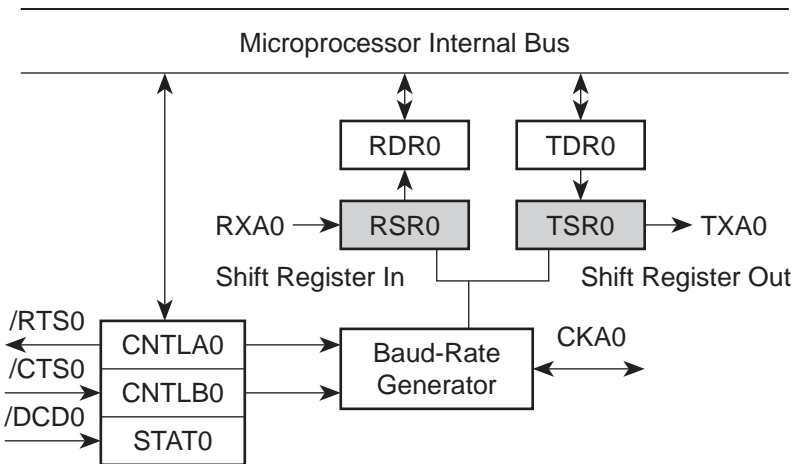 Microprocessor Internal Bus
RDR0
TDR0
RXA0
RSR0
TSR0
TXA0
Shift Register In
Shift Register Out
/RTS0
CNTLA0
Baud-Rate
Generator
CKA0
/CTS0
CNTLB0
/DCD0
STAT0